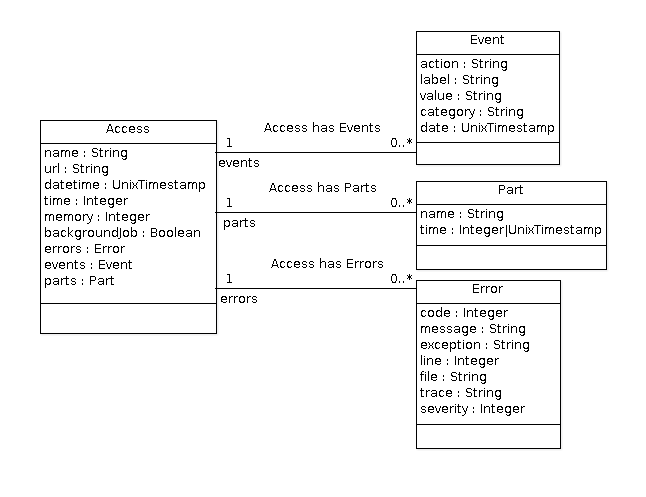 Event
action : String
label : String
value : String
category : String
date : UnixTimestamp
Access
name : String
url : String
datetime : UnixTimestamp
time : Integer
memory : Integer
backgroundJob : Boolean
errors : Error
events : Event
parts : Part
Access has Events
1
0..*
events
Access has Parts
1
0..*
parts
Access has Errors
1
0..*
errors
Part
name : String
time : Integer|UnixTimestamp
Error
code : Integer
message : String
exception : String
line : Integer
file : String
trace : String
severity : Integer